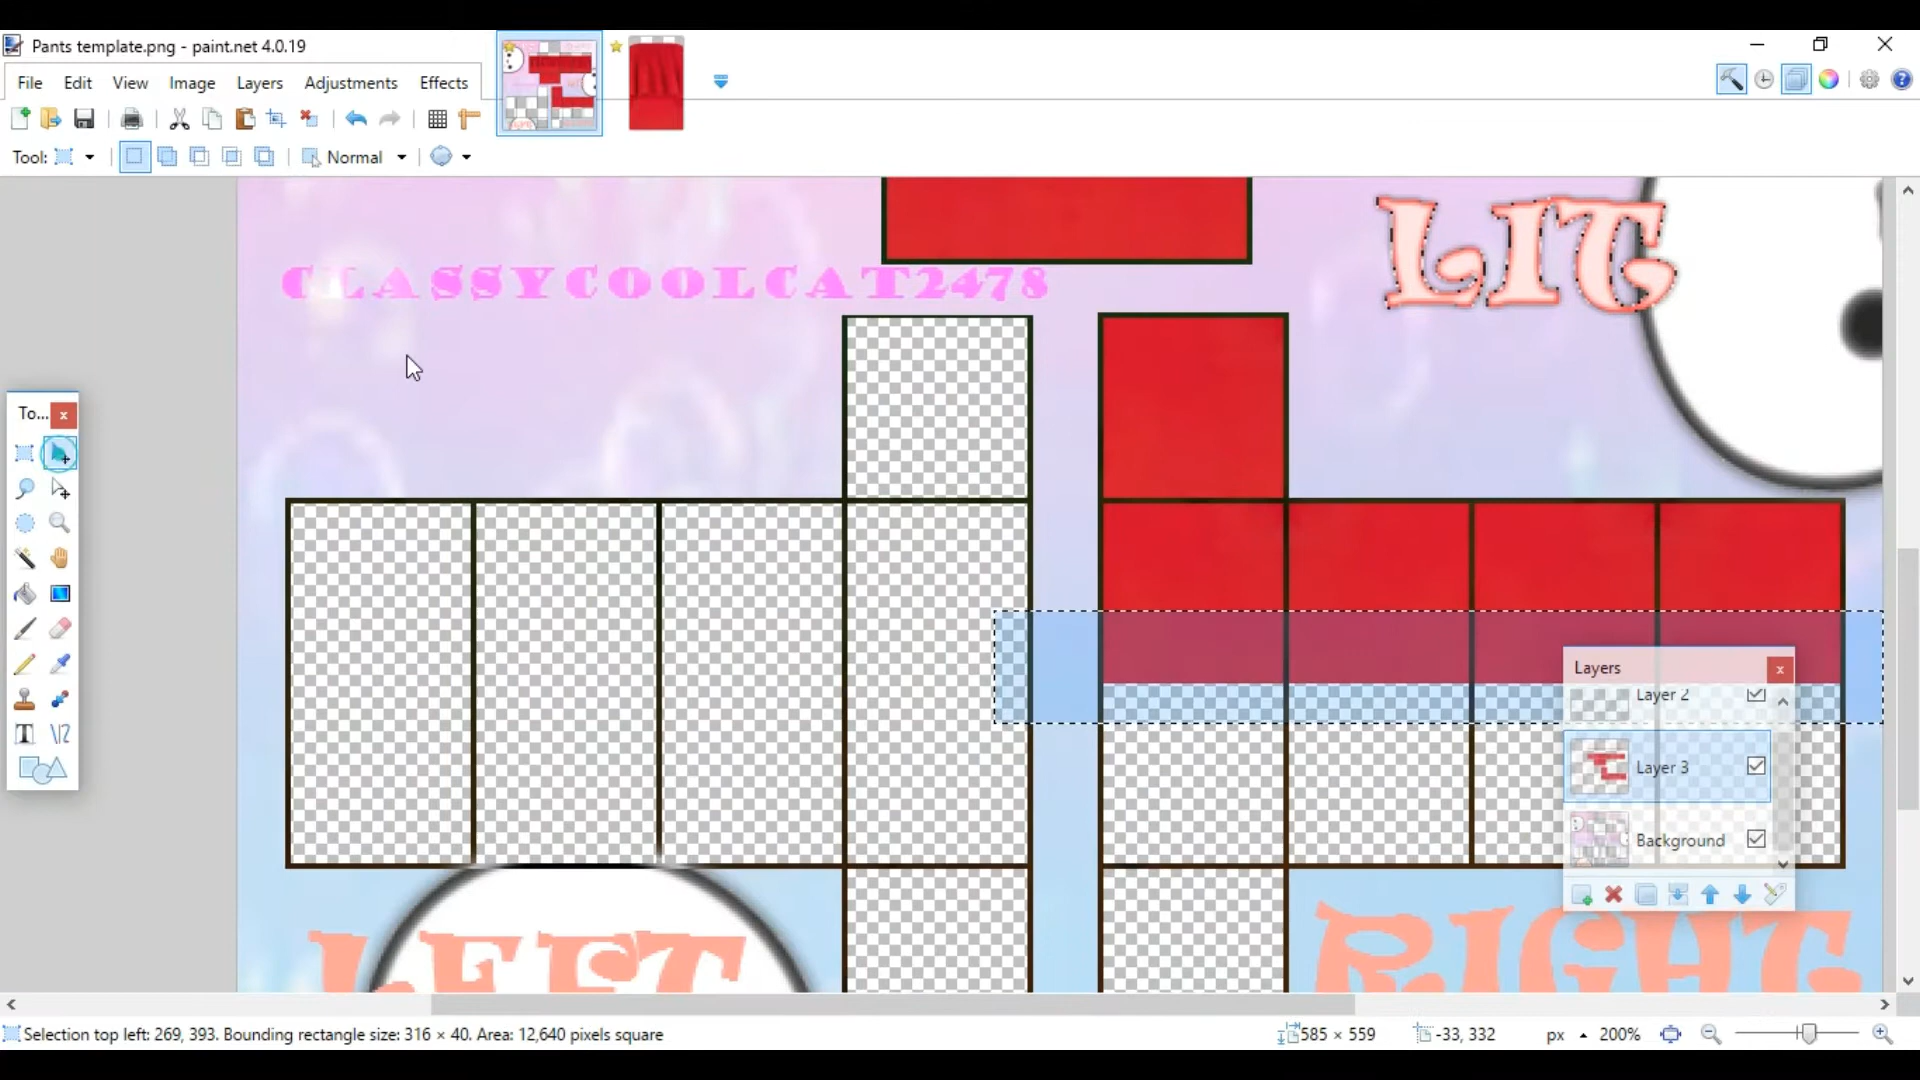 Pants template.png - paint.net 4.0.19
File Edit View Image Layers Adjustments Effects
Tool: Normal
LIT
CLASSYCOOLCAT2478
To... x
Layers x
Layer 2
Layer 3
Background
LEFT
RIGHT
Selection top left: 269, 393. Bounding rectangle size: 316 × 40. Area: 12,640 pixels square 585 × 559 -33, 332 px 200%